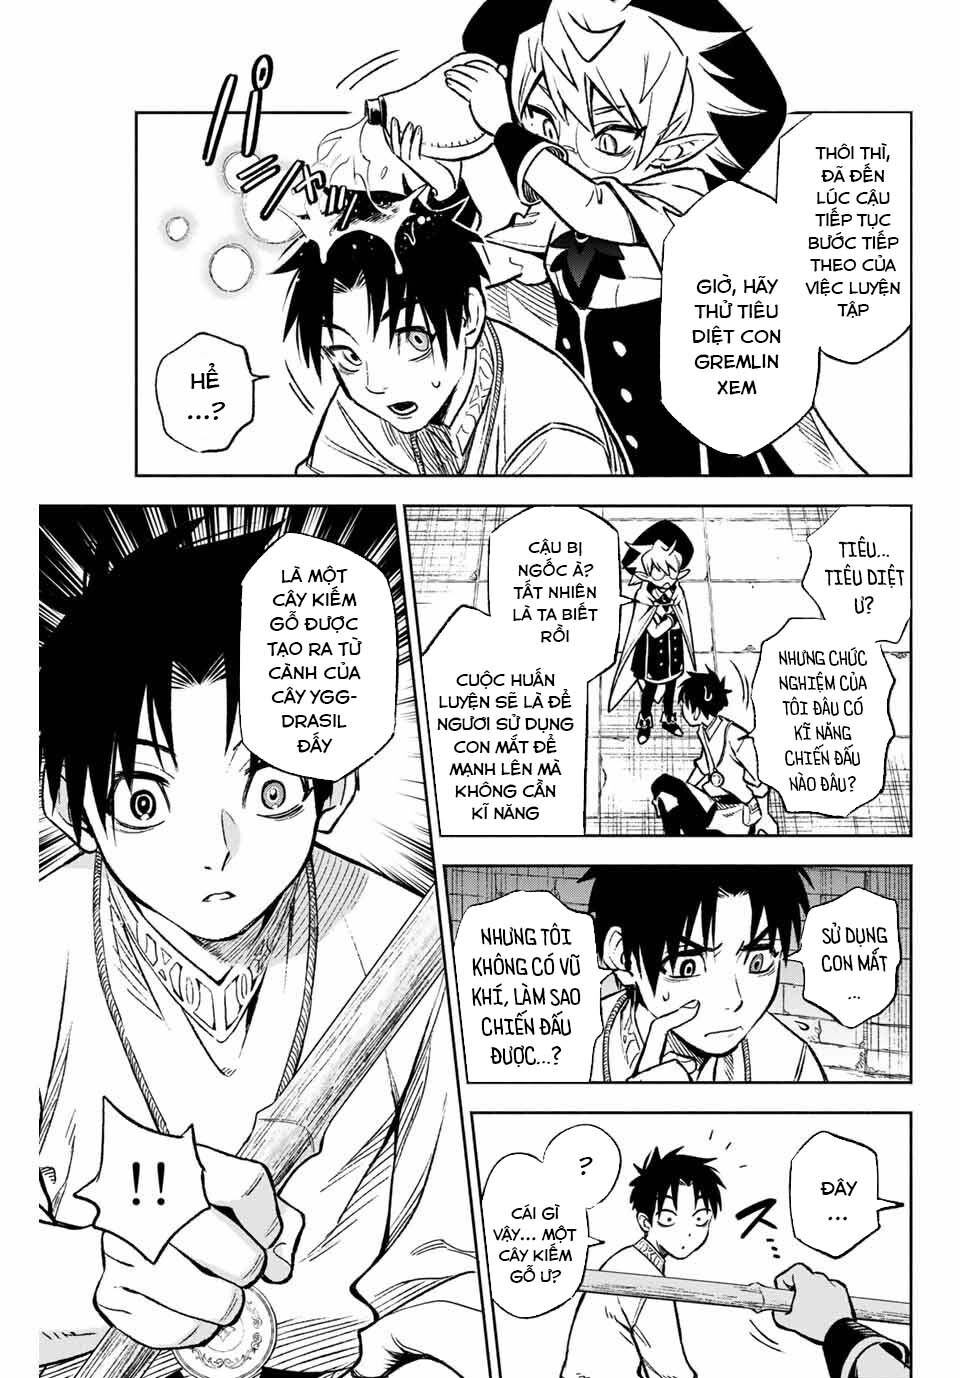 THÔI THÌ,
ĐÃ ĐẾN
LÚC CẬU
TIẾP TỤC
BƯỚC TIẾP
THEO CỦA
VIỆC LUYỆN
TẬP
GIỜ, HÃY
THỬ TIÊU
DIỆT CON
GREMLIN
XEM
HỂ
...?
TIÊU...
TIÊU DIỆT
Ư?
NHƯNG CHỨC
NGHIỆM CỦA
TÔI ĐÂU CÓ
KĨ NĂNG
CHIẾN ĐẤU
NÀO ĐÂU?
CẬU BỊ
NGỐC À?
TẤT NHIÊN
LÀ TA BIẾT
RỒI
CUỘC HUẤN
LUYỆN SẼ LÀ ĐỂ
NGƯƠI SỬ DỤNG
CON MẮT ĐỂ
MẠNH LÊN MÀ
KHÔNG CẦN
KĨ NĂNG
SỬ DỤNG
CON MẮT
...
NHƯNG TÔI
KHÔNG CÓ VŨ
KHÍ, LÀM SAO
CHIẾN ĐẤU
ĐƯỢC...?
ĐÂY
...
?
CÁI GÌ
VẬY... MỘT
CÂY KIẾM
GỖ Ư?
LÀ MỘT
CÂY KIẾM
GỖ ĐƯỢC
TẠO RA TỪ
CÀNH CỦA
CÂY YGG-
DRASIL
ĐẤY
!!